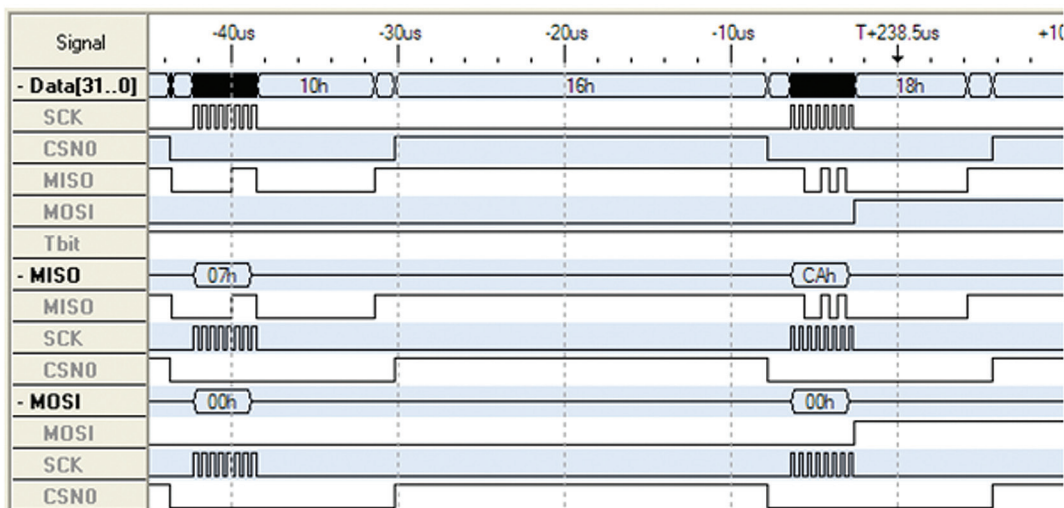 Signal -40us -30us -20us -10us T+238.5us +10
- Data[31..0] 10h 16h 18h
SCK
CSN0
MISO
MOSI
Tbit
- MISO 07h CAh
MISO
SCK
CSN0
- MOSI 00h 00h
MOSI
SCK
CSN0